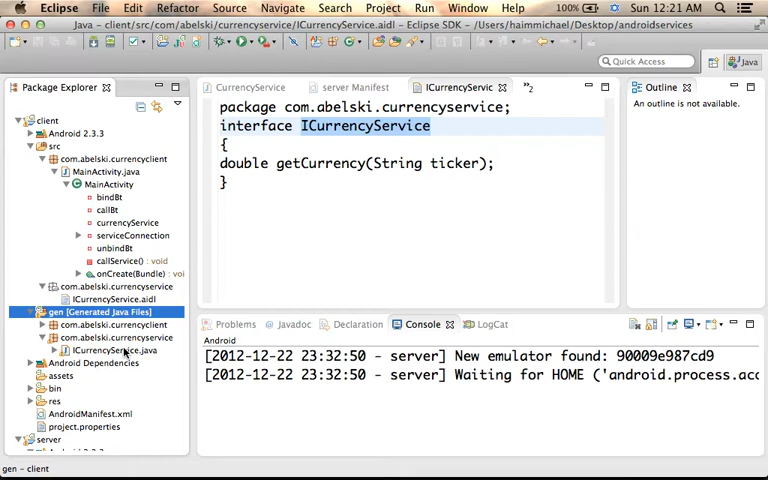 Eclipse File Edit Refactor Source Navigate Search Project Run Window Help 100% Sun 12:21 AM
Java - client/src/com/abelski/currencyservice/ICurrencyService.aidl - Eclipse SDK - /Users/haimmichael/Desktop/androidservices
Quick Access
Java
Package Explorer
client
Android 2.3.3
src
com.abelski.currencyclient
MainActivity.java
MainActivity
bindBt
callBt
currencyService
serviceConnection
unbindBt
callService() : void
onCreate(Bundle) : voi
com.abelski.currencyservice
ICurrencyService.aidl
gen [Generated Java Files]
com.abelski.currencyclient
com.abelski.currencyservice
ICurrencyService.java
Android Dependencies
assets
bin
res
AndroidManifest.xml
project.properties
server
CurrencyService
server Manifest
ICurrencyServic
»2
package com.abelski.currencyservice;
interface ICurrencyService
{
double getCurrency(String ticker);
}
Outline
An outline is not available.
Problems
Javadoc
Declaration
Console
LogCat
Android
[2012-12-22 23:32:50 - server] New emulator found: 90009e987cd9
[2012-12-22 23:32:50 - server] Waiting for HOME ('android.process.aco
gen - client